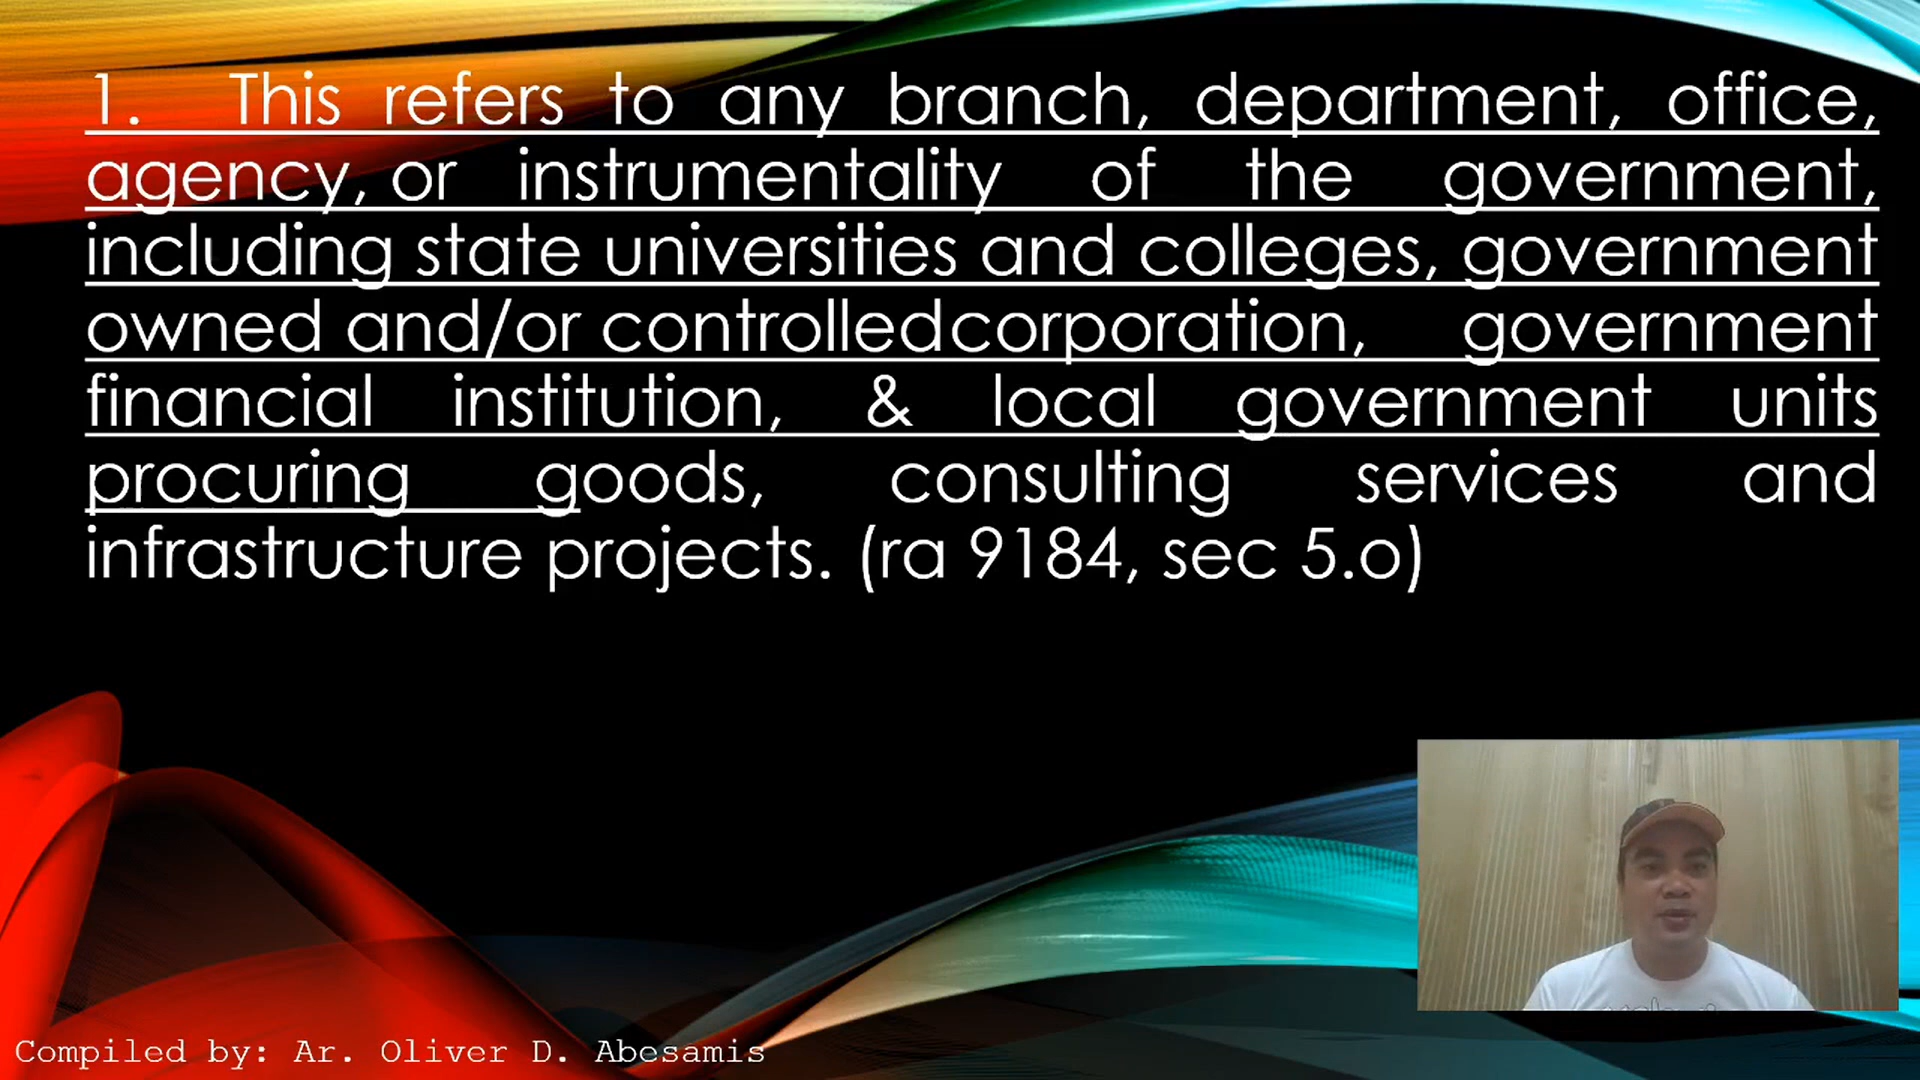 1. This refers to any branch, department, office,
agency, or instrumentality of the government,
including state universities and colleges, government
owned and/or controlledcorporation, government
financial institution, & local government units
procuring goods, consulting services and
infrastructure projects. (ra 9184, sec 5.o)
Compiled by: Ar. Oliver D. Abesamis